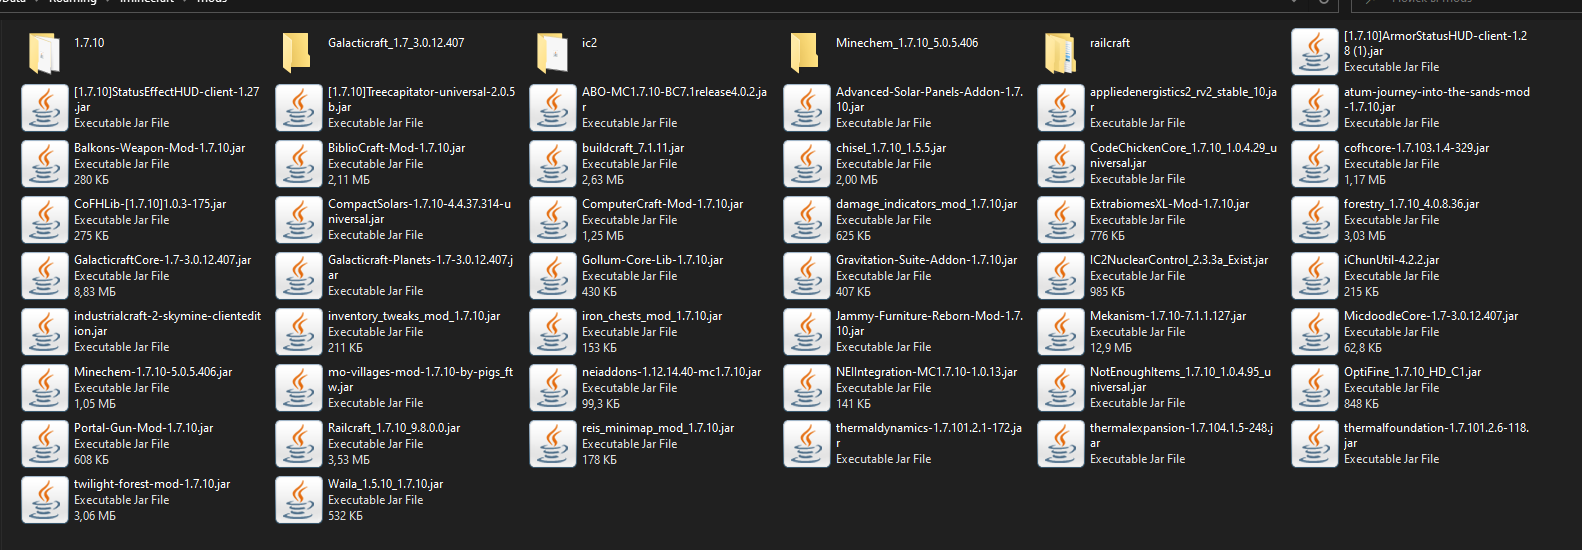 Roaming
mods
1.7.10
Galacticraft_1.7_3.0.12.407
ic2
Minechem_1.7.10_5.0.5.406
railcraft
[1.7.10]ArmorStatusHUD-client-1.2
8 (1).jar
Executable Jar File
[1.7.10]StatusEffectHUD-client-1.27
.jar
Executable Jar File
[1.7.10]Treecapitator-universal-2.0.5
b.jar
Executable Jar File
ABO-MC1.7.10-BC7.1release4.0.2.ja
r
Executable Jar File
Advanced-Solar-Panels-Addon-1.7.
10.jar
Executable Jar File
appliedenergistics2_rv2_stable_10.ja
r
Executable Jar File
atum-journey-into-the-sands-mod
-1.7.10.jar
Executable Jar File
Balkons-Weapon-Mod-1.7.10.jar
Executable Jar File
280 КБ
BiblioCraft-Mod-1.7.10.jar
Executable Jar File
2,11 МБ
buildcraft_7.1.11.jar
Executable Jar File
2,63 МБ
chisel_1.7.10_1.5.5.jar
Executable Jar File
2,00 МБ
CodeChickenCore_1.7.10_1.0.4.29_u
niversal.jar
Executable Jar File
cofhcore-1.7.103.1.4-329.jar
Executable Jar File
1,17 МБ
CoFHLib-[1.7.10]1.0.3-175.jar
Executable Jar File
275 КБ
CompactSolars-1.7.10-4.4.37.314-u
niversal.jar
Executable Jar File
ComputerCraft-Mod-1.7.10.jar
Executable Jar File
1,25 МБ
damage_indicators_mod_1.7.10.jar
Executable Jar File
625 КБ
ExtrabiomesXL-Mod-1.7.10.jar
Executable Jar File
776 КБ
forestry_1.7.10_4.0.8.36.jar
Executable Jar File
3,03 МБ
GalacticraftCore-1.7-3.0.12.407.jar
Executable Jar File
8,83 МБ
Galacticraft-Planets-1.7-3.0.12.407.j
ar
Executable Jar File
Gollum-Core-Lib-1.7.10.jar
Executable Jar File
430 КБ
Gravitation-Suite-Addon-1.7.10.jar
Executable Jar File
407 КБ
IC2NuclearControl_2.3.3a_Exist.jar
Executable Jar File
985 КБ
iChunUtil-4.2.2.jar
Executable Jar File
215 КБ
industrialcraft-2-skymine-clientedit
ion.jar
Executable Jar File
inventory_tweaks_mod_1.7.10.jar
Executable Jar File
211 КБ
iron_chests_mod_1.7.10.jar
Executable Jar File
153 КБ
Jammy-Furniture-Reborn-Mod-1.7.
10.jar
Executable Jar File
Mekanism-1.7.10-7.1.1.127.jar
Executable Jar File
12,9 МБ
MicdoodleCore-1.7-3.0.12.407.jar
Executable Jar File
62,8 КБ
Minechem-1.7.10-5.0.5.406.jar
Executable Jar File
1,05 МБ
mo-villages-mod-1.7.10-by-pigs_ft
w.jar
Executable Jar File
neiaddons-1.12.14.40-mc1.7.10.jar
Executable Jar File
99,3 КБ
NEIIntegration-MC1.7.10-1.0.13.jar
Executable Jar File
141 КБ
NotEnoughItems_1.7.10_1.0.4.95_u
niversal.jar
Executable Jar File
OptiFine_1.7.10_HD_C1.jar
Executable Jar File
848 КБ
Portal-Gun-Mod-1.7.10.jar
Executable Jar File
608 КБ
Railcraft_1.7.10_9.8.0.0.jar
Executable Jar File
3,53 МБ
reis_minimap_mod_1.7.10.jar
Executable Jar File
178 КБ
thermaldynamics-1.7.101.2.1-172.ja
r
Executable Jar File
thermalexpansion-1.7.104.1.5-248.j
ar
Executable Jar File
thermalfoundation-1.7.101.2.6-118.
jar
Executable Jar File
twilight-forest-mod-1.7.10.jar
Executable Jar File
3,06 МБ
Waila_1.5.10_1.7.10.jar
Executable Jar File
532 КБ